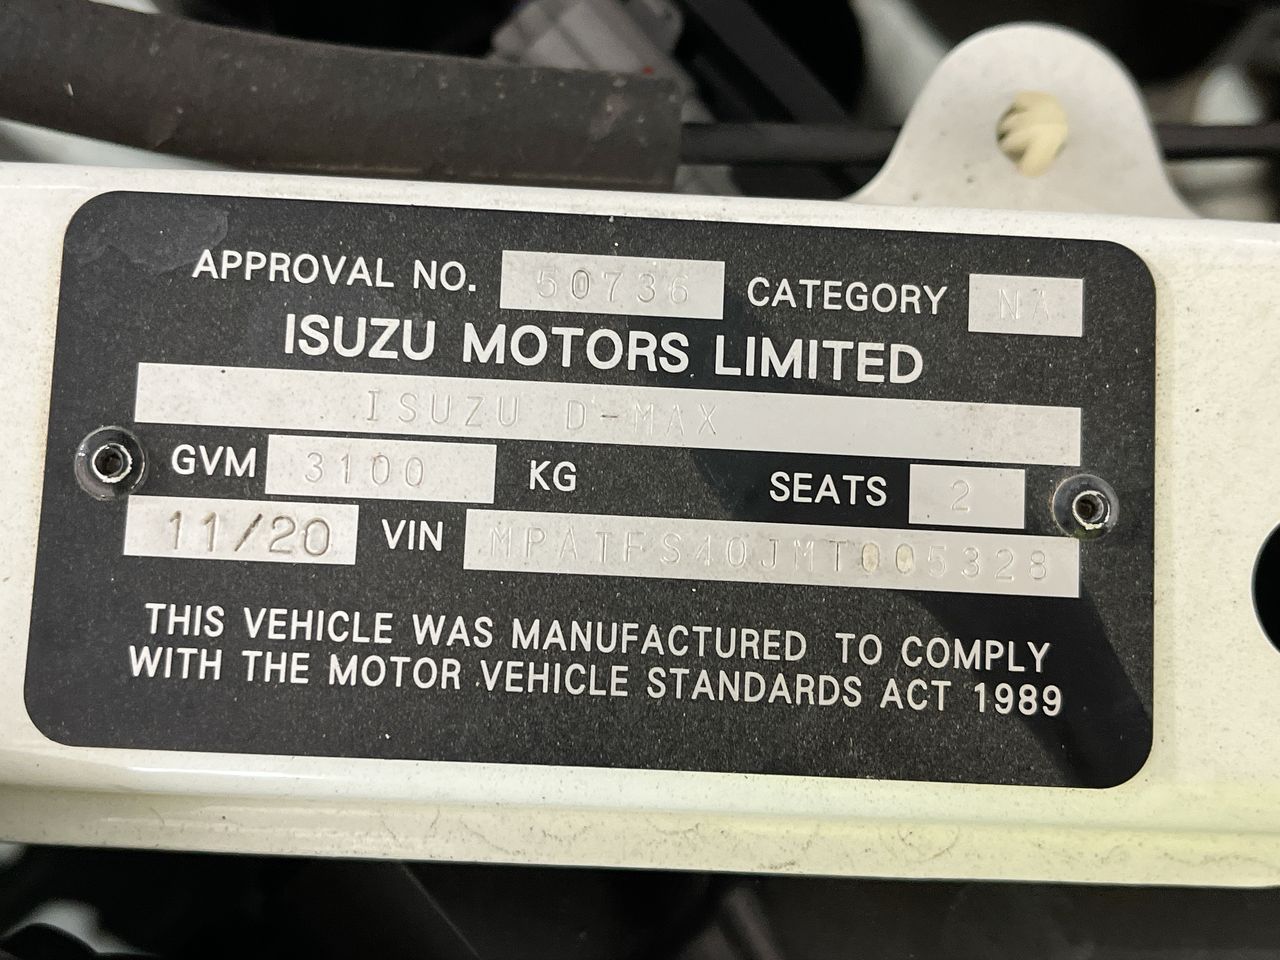 APPROVAL NO. 50736 CATEGORY NA
ISUZU MOTORS LIMITED
ISUZU D-MAX
GVM 3100 KG SEATS 2
11/20 VIN MPATFS40JMT005328
THIS VEHICLE WAS MANUFACTURED TO COMPLY
WITH THE MOTOR VEHICLE STANDARDS ACT 1989